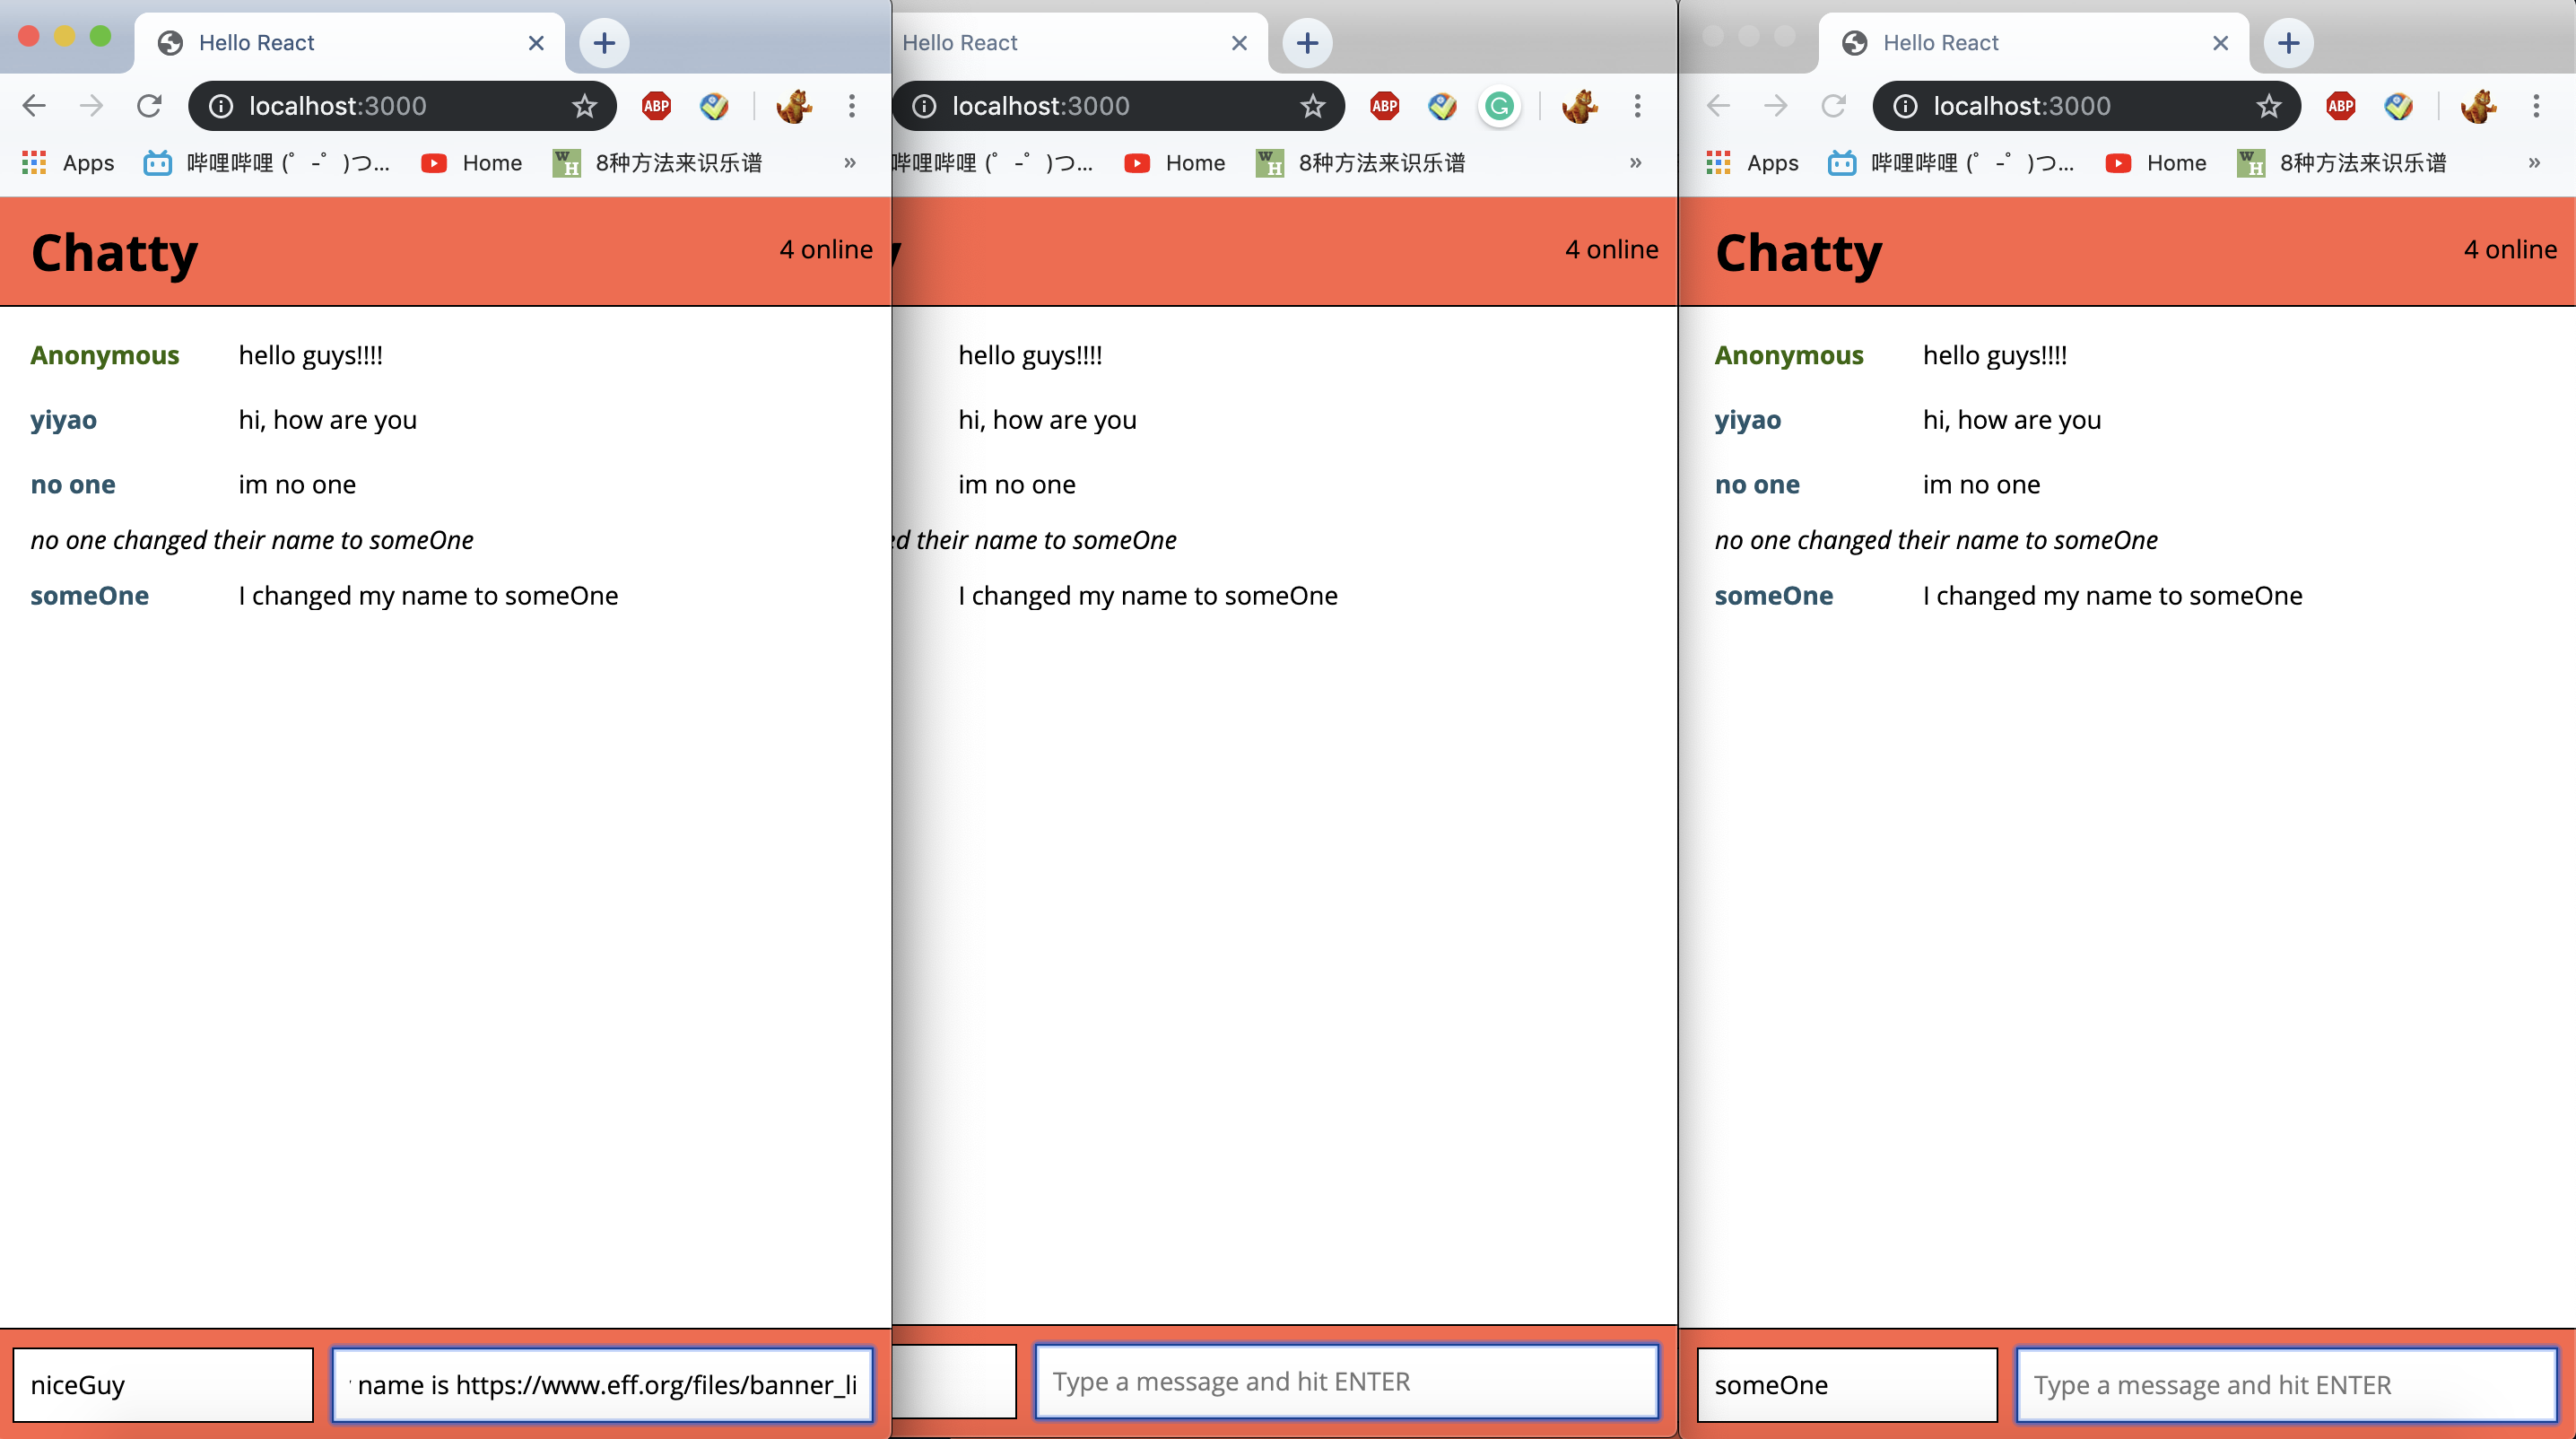 Hello React
localhost:3000
ABP
Apps
哔哩哔哩 (゜-゜)つ...
Home
WH
8种方法来识乐谱
»
Chatty
4 online
Anonymous hello guys!!!!
yiyao hi, how are you
no one im no one
no one changed their name to someOne
someOne I changed my name to someOne
niceGuy
name is https://www.eff.org/files/banner_li
Hello React
localhost:3000
ABP
哔哩哔哩 (゜-゜)つ...
Home
WH
8种方法来识乐谱
»
4 online
hello guys!!!!
hi, how are you
im no one
their name to someOne
I changed my name to someOne
Type a message and hit ENTER
Hello React
localhost:3000
ABP
Apps
哔哩哔哩 (゜-゜)つ...
Home
WH
8种方法来识乐谱
»
Chatty
4 online
Anonymous hello guys!!!!
yiyao hi, how are you
no one im no one
no one changed their name to someOne
someOne I changed my name to someOne
someOne
Type a message and hit ENTER